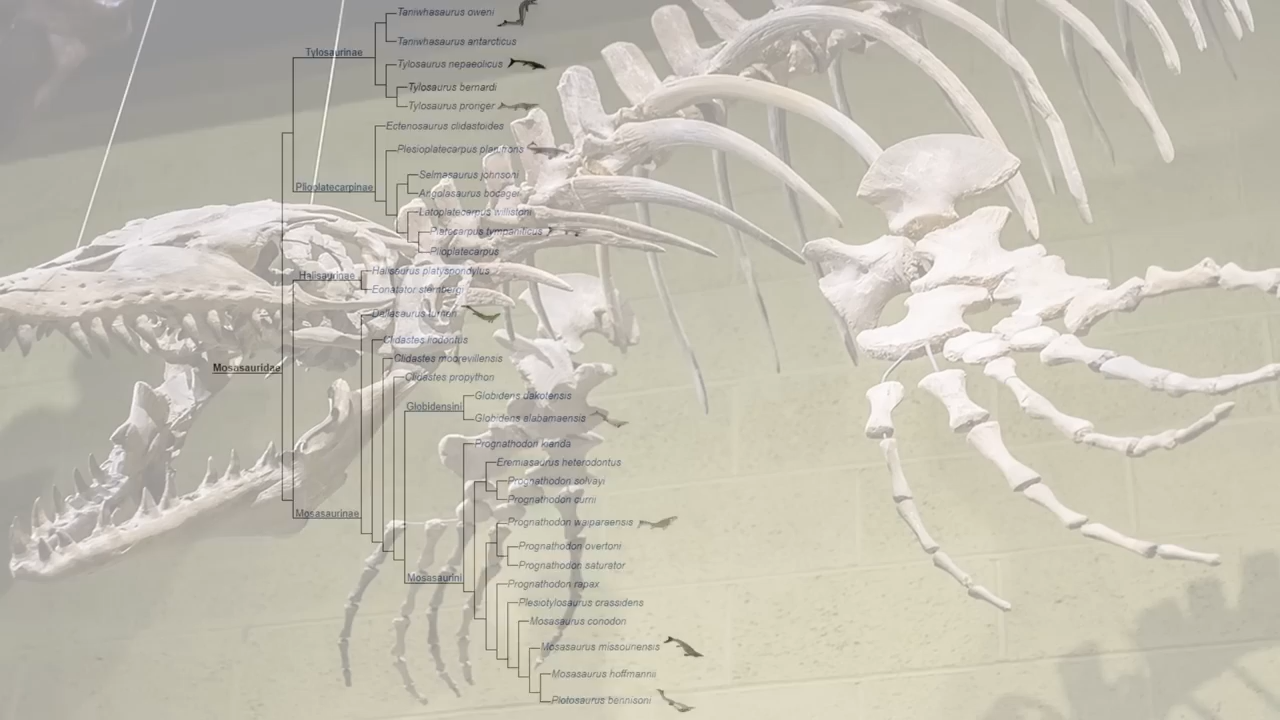 Taniwhasaurus oweni
Tylosaurinae
Taniwhasaurus antarcticus
Tylosaurus nepaeolicus
Tylosaurus bernardi
Tylosaurus proriger
Ectenosaurus clidastoides
Plesioplatecarpus planifrons
Selmasaurus johnsoni
Plioplatecarpinae
Angolasaurus bocagei
Latoplatecarpus willistoni
Platecarpus tympaniticus
Plioplatecarpus
Halisaurinae
Halisaurus platyspondylus
Eonatator sternbergi
Dallasaurus turneri
Clidastes liodontus
Clidastes moorevillensis
Mosasauridae
Clidastes propython
Globidens dakotensis
Globidensini
Globidens alabamaensis
Prognathodon kianda
Eremiasaurus heterodontus
Prognathodon solvayi
Prognathodon currii
Mosasaurinae
Prognathodon waiparaensis
Prognathodon overtoni
Prognathodon saturator
Mosasaurini
Prognathodon rapax
Plesiotylosaurus crassidens
Mosasaurus conodon
Mosasaurus missouriensis
Mosasaurus hoffmannii
Plotosaurus bennisoni